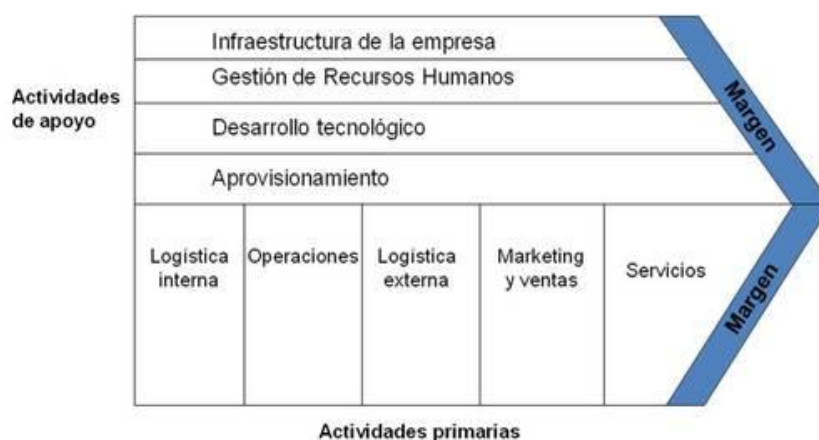 Infraestructura de la empresa
Gestión de Recursos Humanos
Actividades
de apoyo
Desarrollo tecnológico
Aprovisionamiento
Margen
Logística
interna
Operaciones
Logística
externa
Marketing
y ventas
Servicios
Margen
Actividades primarias